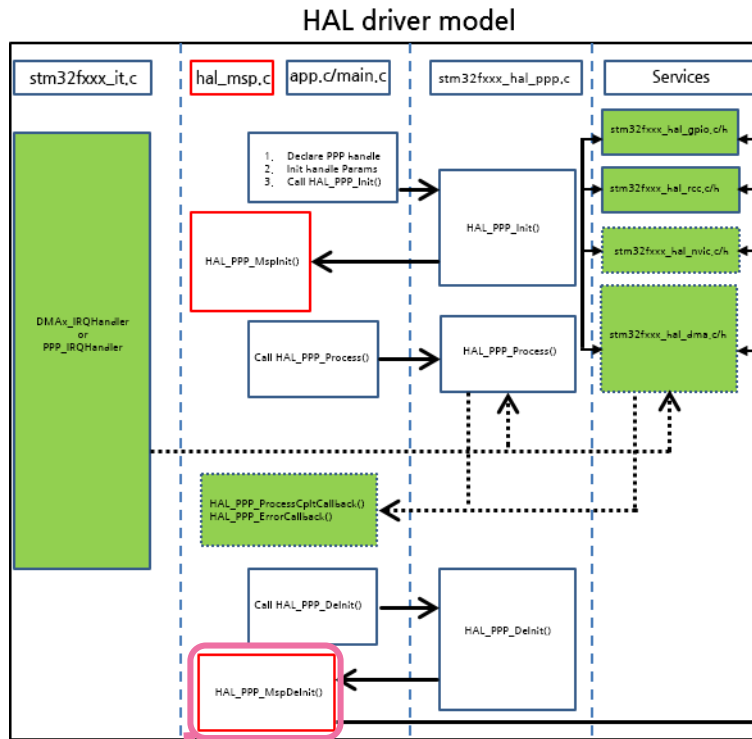 HAL driver model
stm32fxxx_it.c
hal_msp.c
app.c/main.c
stm32fxxx_hal_ppp.c
Services
stm32fxxx_hal_gpio.c/h
1. Declare PPP handle
2. Init handle Params
3. Call HAL_PPP_Init()
stm32fxxx_hal_rcc.c/h
HAL_PPP_Init()
HAL_PPP_MspInit()
stm32fxxx_hal_nvic.c/h
DMAx_IRQHandler
or
PPP_IRQHandler
stm32fxxx_hal_dma.c/h
Call HAL_PPP_Process()
HAL_PPP_Process()
HAL_PPP_ProcessCpltCallback()
HAL_PPP_ErrorCallback()
Call HAL_PPP_DeInit()
HAL_PPP_DeInit()
HAL_PPP_MspDeInit()